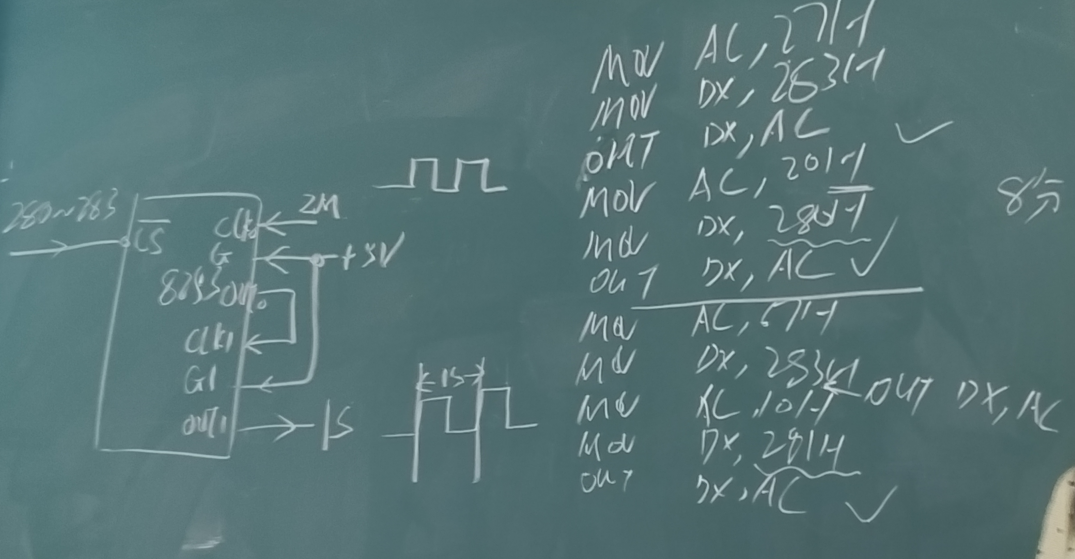 280~283
CS
CLK0
2M
G
+5V
8253
OUT0
CLK1
G1
OUT1
1S
1S
MOV AL, 27H
MOV DX, 283H
OUT DX, AL
MOV AL, 20H
MOV DX, 280H
OUT DX, AL
MOV AL, 67H
MOV DX, 283H
OUT DX, AL
MOV AL, 10H
MOV DX, 281H
OUT DX, AL
8分